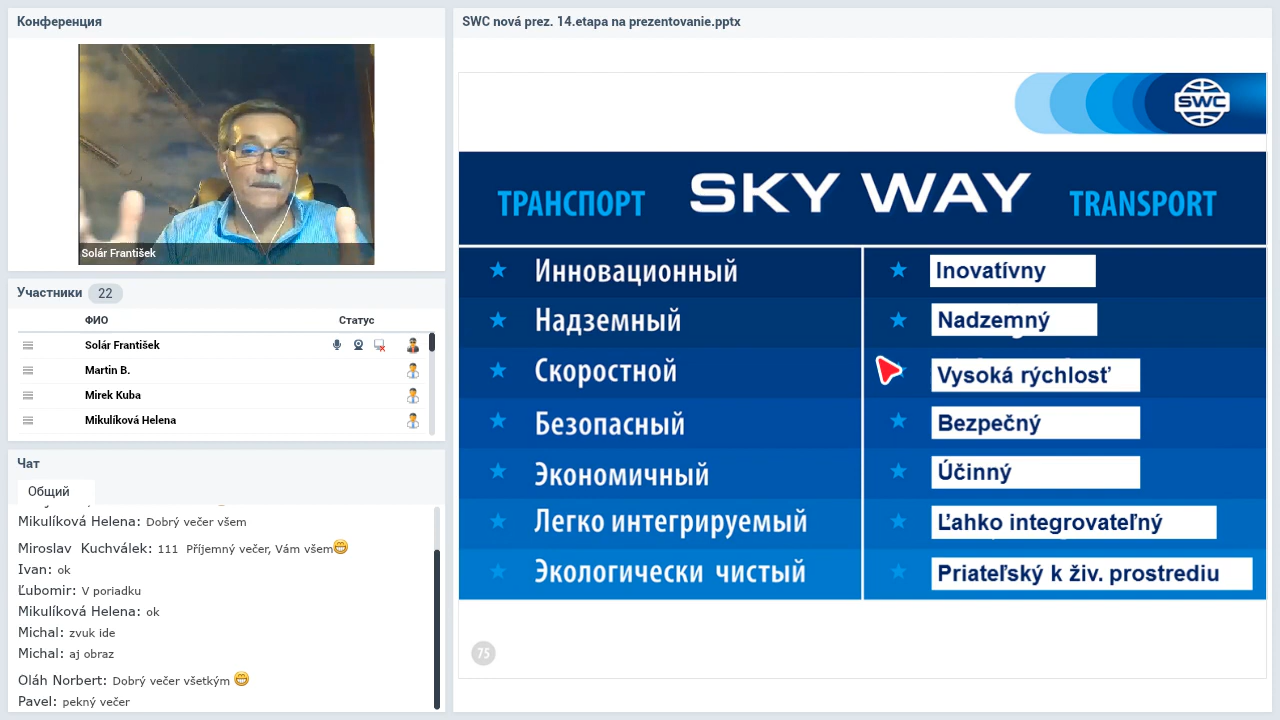 Конференция
Solár František
Участники 22
ФИО Статус
Solár František
Martin B.
Mirek Kuba
Mikulíková Helena
Чат
Общий
Mikulíková Helena: Dobrý večer všem
Miroslav Kuchválek: 111 Příjemný večer, Vám všem
Ivan: ok
Ľubomir: V poriadku
Mikulíková Helena: ok
Michal: zvuk ide
Michal: aj obraz
Oláh Norbert: Dobrý večer všetkým
Pavel: pekný večer
SWC nová prez. 14.etapa na prezentovanie.pptx
SWC
ТРАНСПОРТ SKY WAY TRANSPORT
Инновационный Inovatívny
Надземный Nadzemný
Скоростной Vysoká rýchlosť
Безопасный Bezpečný
Экономичный Účinný
Легко интегрируемый Ľahko integrovateľný
Экологически чистый Priateľský k živ. prostrediu
75